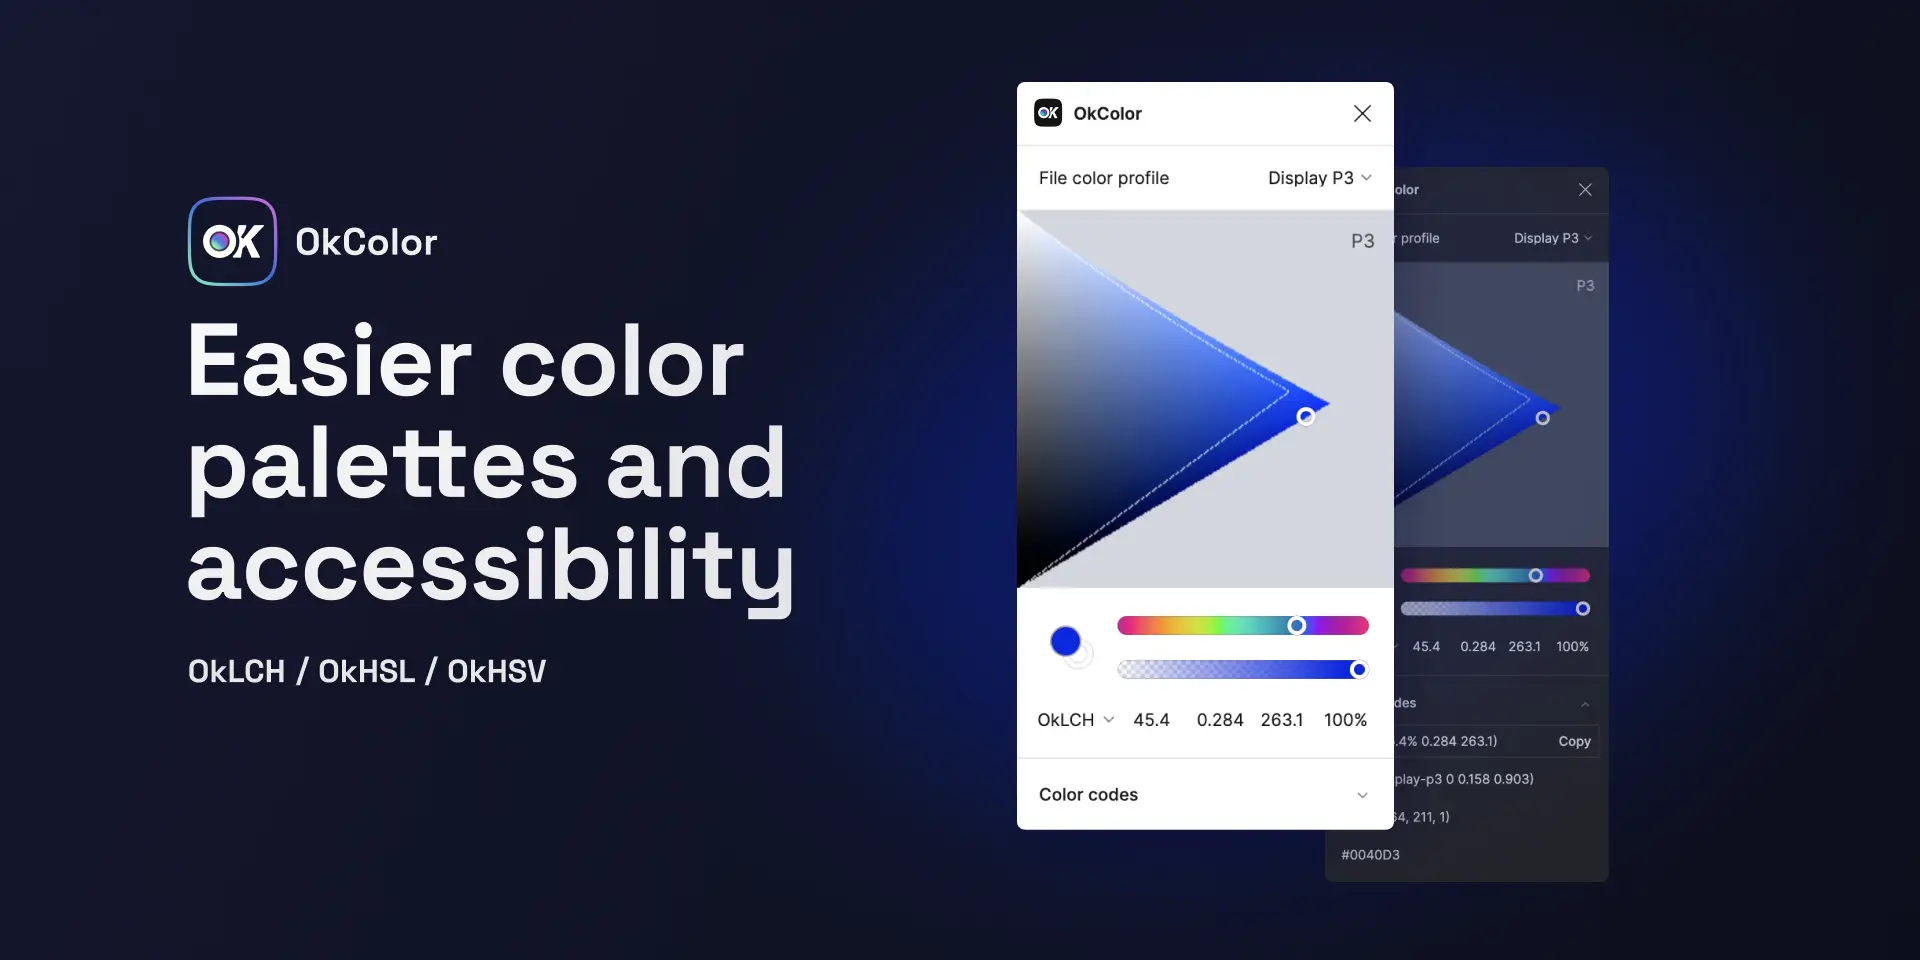 OK OkColor
Easier color
palettes and
accessibility
OkLCH / OkHSL / OkHSV
OK OkColor
File color profile Display P3
P3
OkLCH 45.4 0.284 263.1 100%
Color codes
olor
profile Display P3
P3
45.4 0.284 263.1 100%
des
.4% 0.284 263.1) Copy
play-p3 0 0.158 0.903)
64, 211, 1)
#0040D3